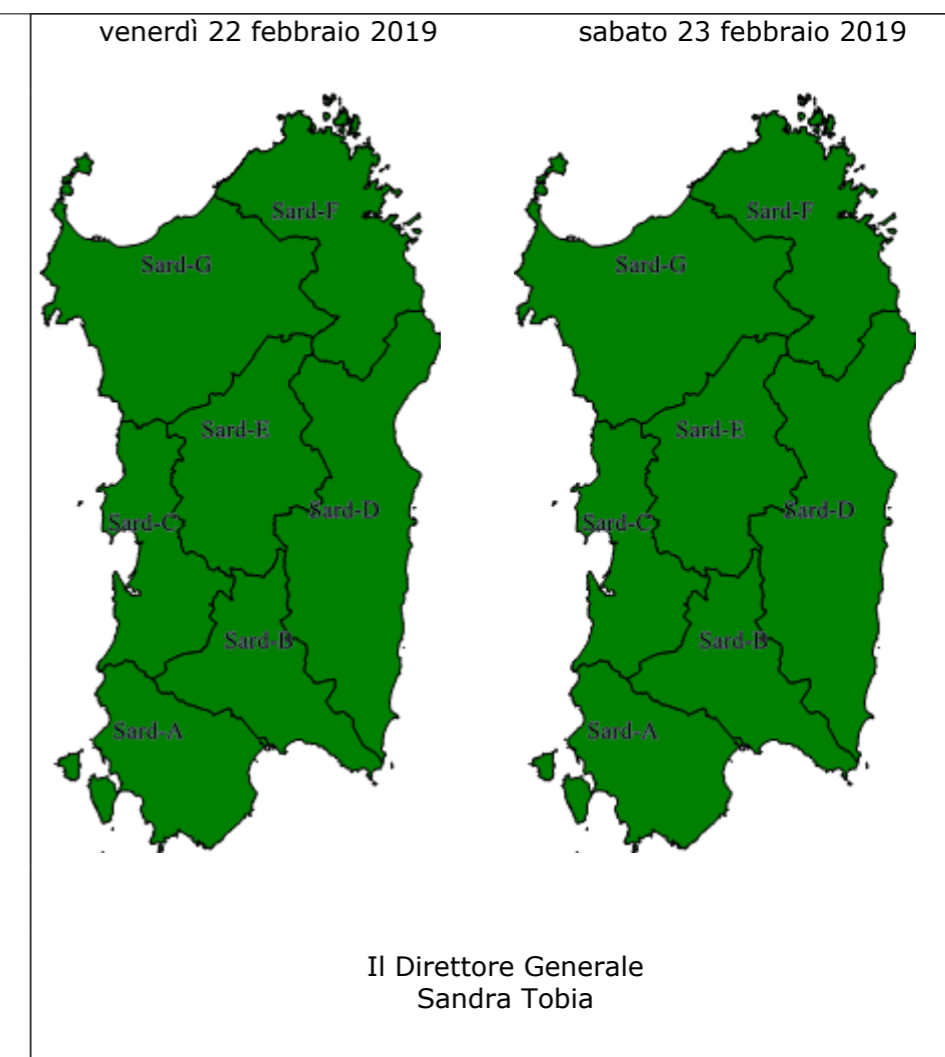 venerdì 22 febbraio 2019
sabato 23 febbraio 2019
Sard-F
Sard-G
Sard-E
Sard-D
Sard-C
Sard-B
Sard-A
Sard-F
Sard-G
Sard-E
Sard-D
Sard-C
Sard-B
Sard-A
Il Direttore Generale
Sandra Tobia